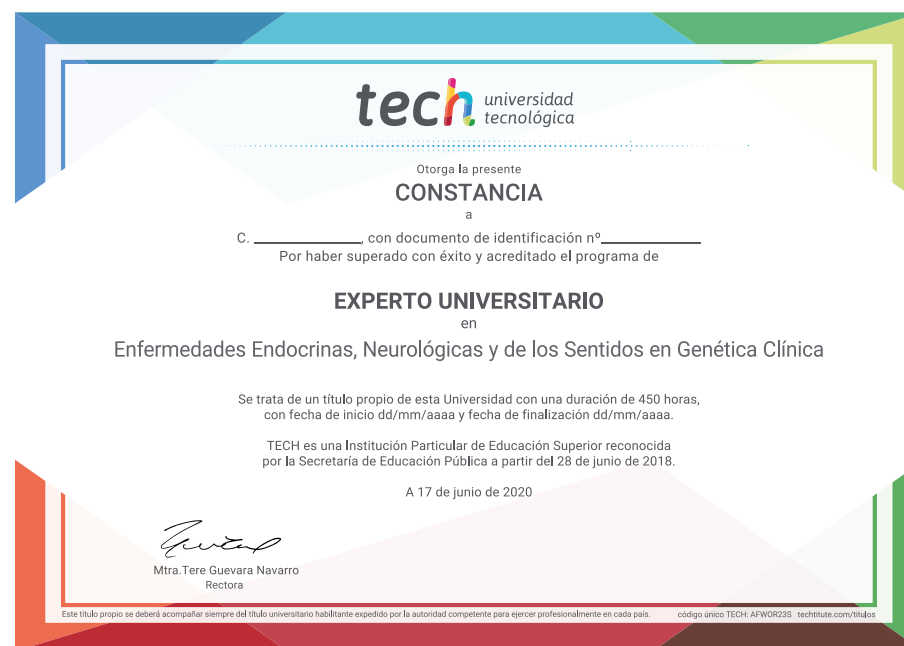 tech universidad
tecnológica
Otorga la presente
CONSTANCIA
a
C. ____________, con documento de identificación nº____________
Por haber superado con éxito y acreditado el programa de
EXPERTO UNIVERSITARIO
en
Enfermedades Endocrinas, Neurológicas y de los Sentidos en Genética Clínica
Se trata de un título propio de esta Universidad con una duración de 450 horas,
con fecha de inicio dd/mm/aaaa y fecha de finalización dd/mm/aaaa.
TECH es una Institución Particular de Educación Superior reconocida
por la Secretaría de Educación Pública a partir del 28 de junio de 2018.
A 17 de junio de 2020
Mtra.Tere Guevara Navarro
Rectora
Este título propio se deberá acompañar siempre del título universitario habilitante expedido por la autoridad competente para ejercer profesionalmente en cada país. código único TECH: AFWOR23S techtitute.com/titulos